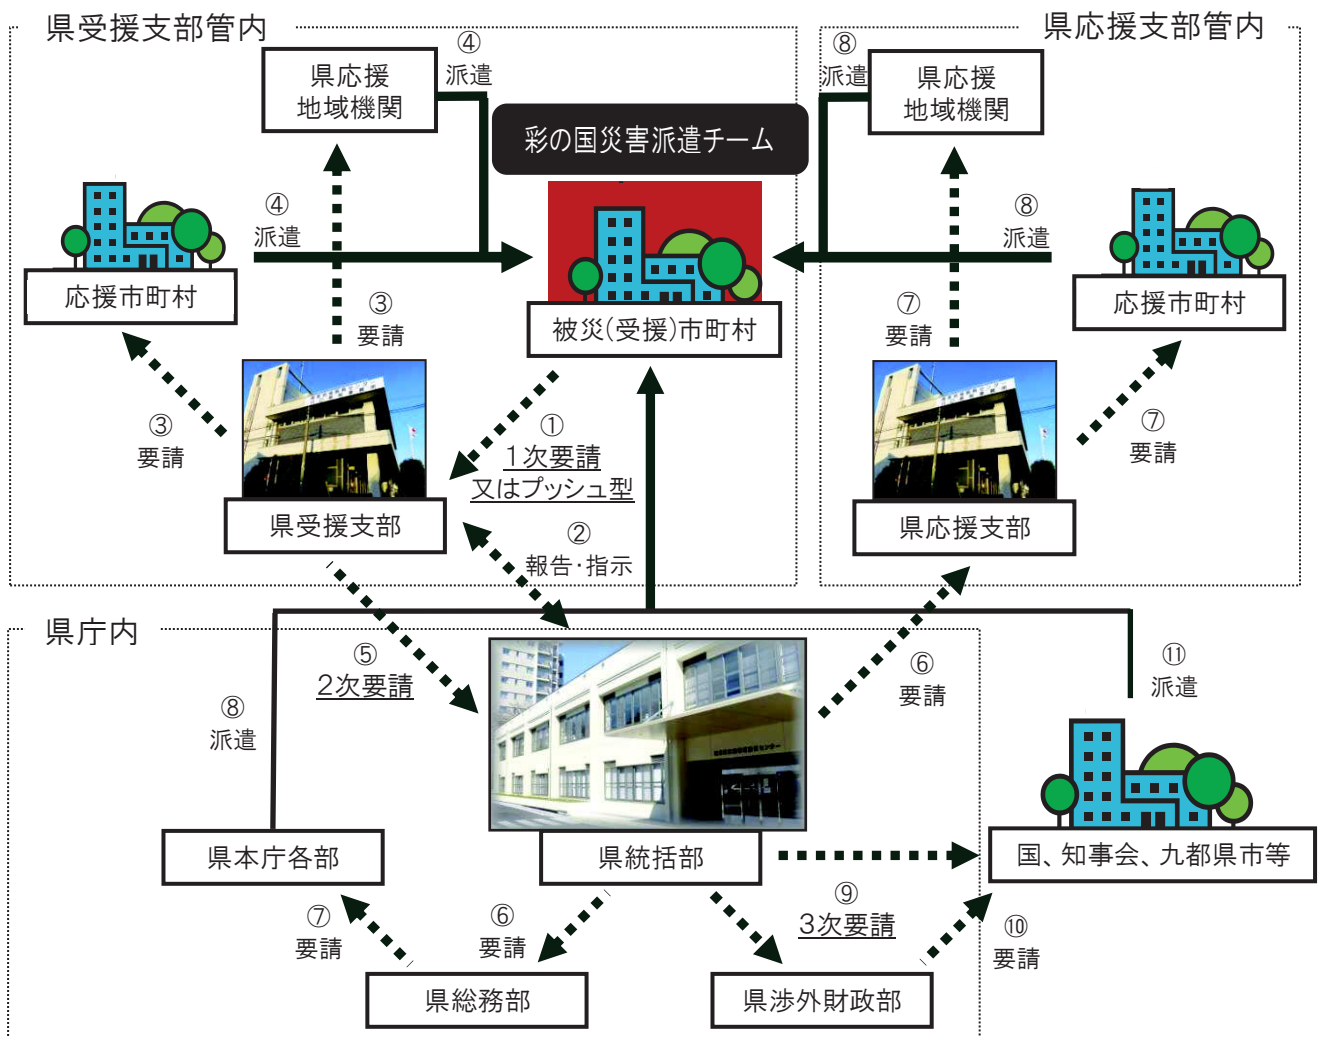 県受援支部管内
県応援支部管内
④
派遣
県応援
地域機関
⑧
派遣
県応援
地域機関
彩の国災害派遣チーム
④
派遣
⑧
派遣
応援市町村
③
要請
被災(受援)市町村
⑦
要請
応援市町村
③
要請
①
1次要請
又はプッシュ型
⑦
要請
県受援支部
②
報告・指示
県応援支部
県庁内
⑤
2次要請
⑥
要請
⑪
派遣
⑧
派遣
県本庁各部
県統括部
国、知事会、九都県市等
⑦
要請
⑥
要請
⑨
3次要請
⑩
要請
県総務部
県渉外財政部